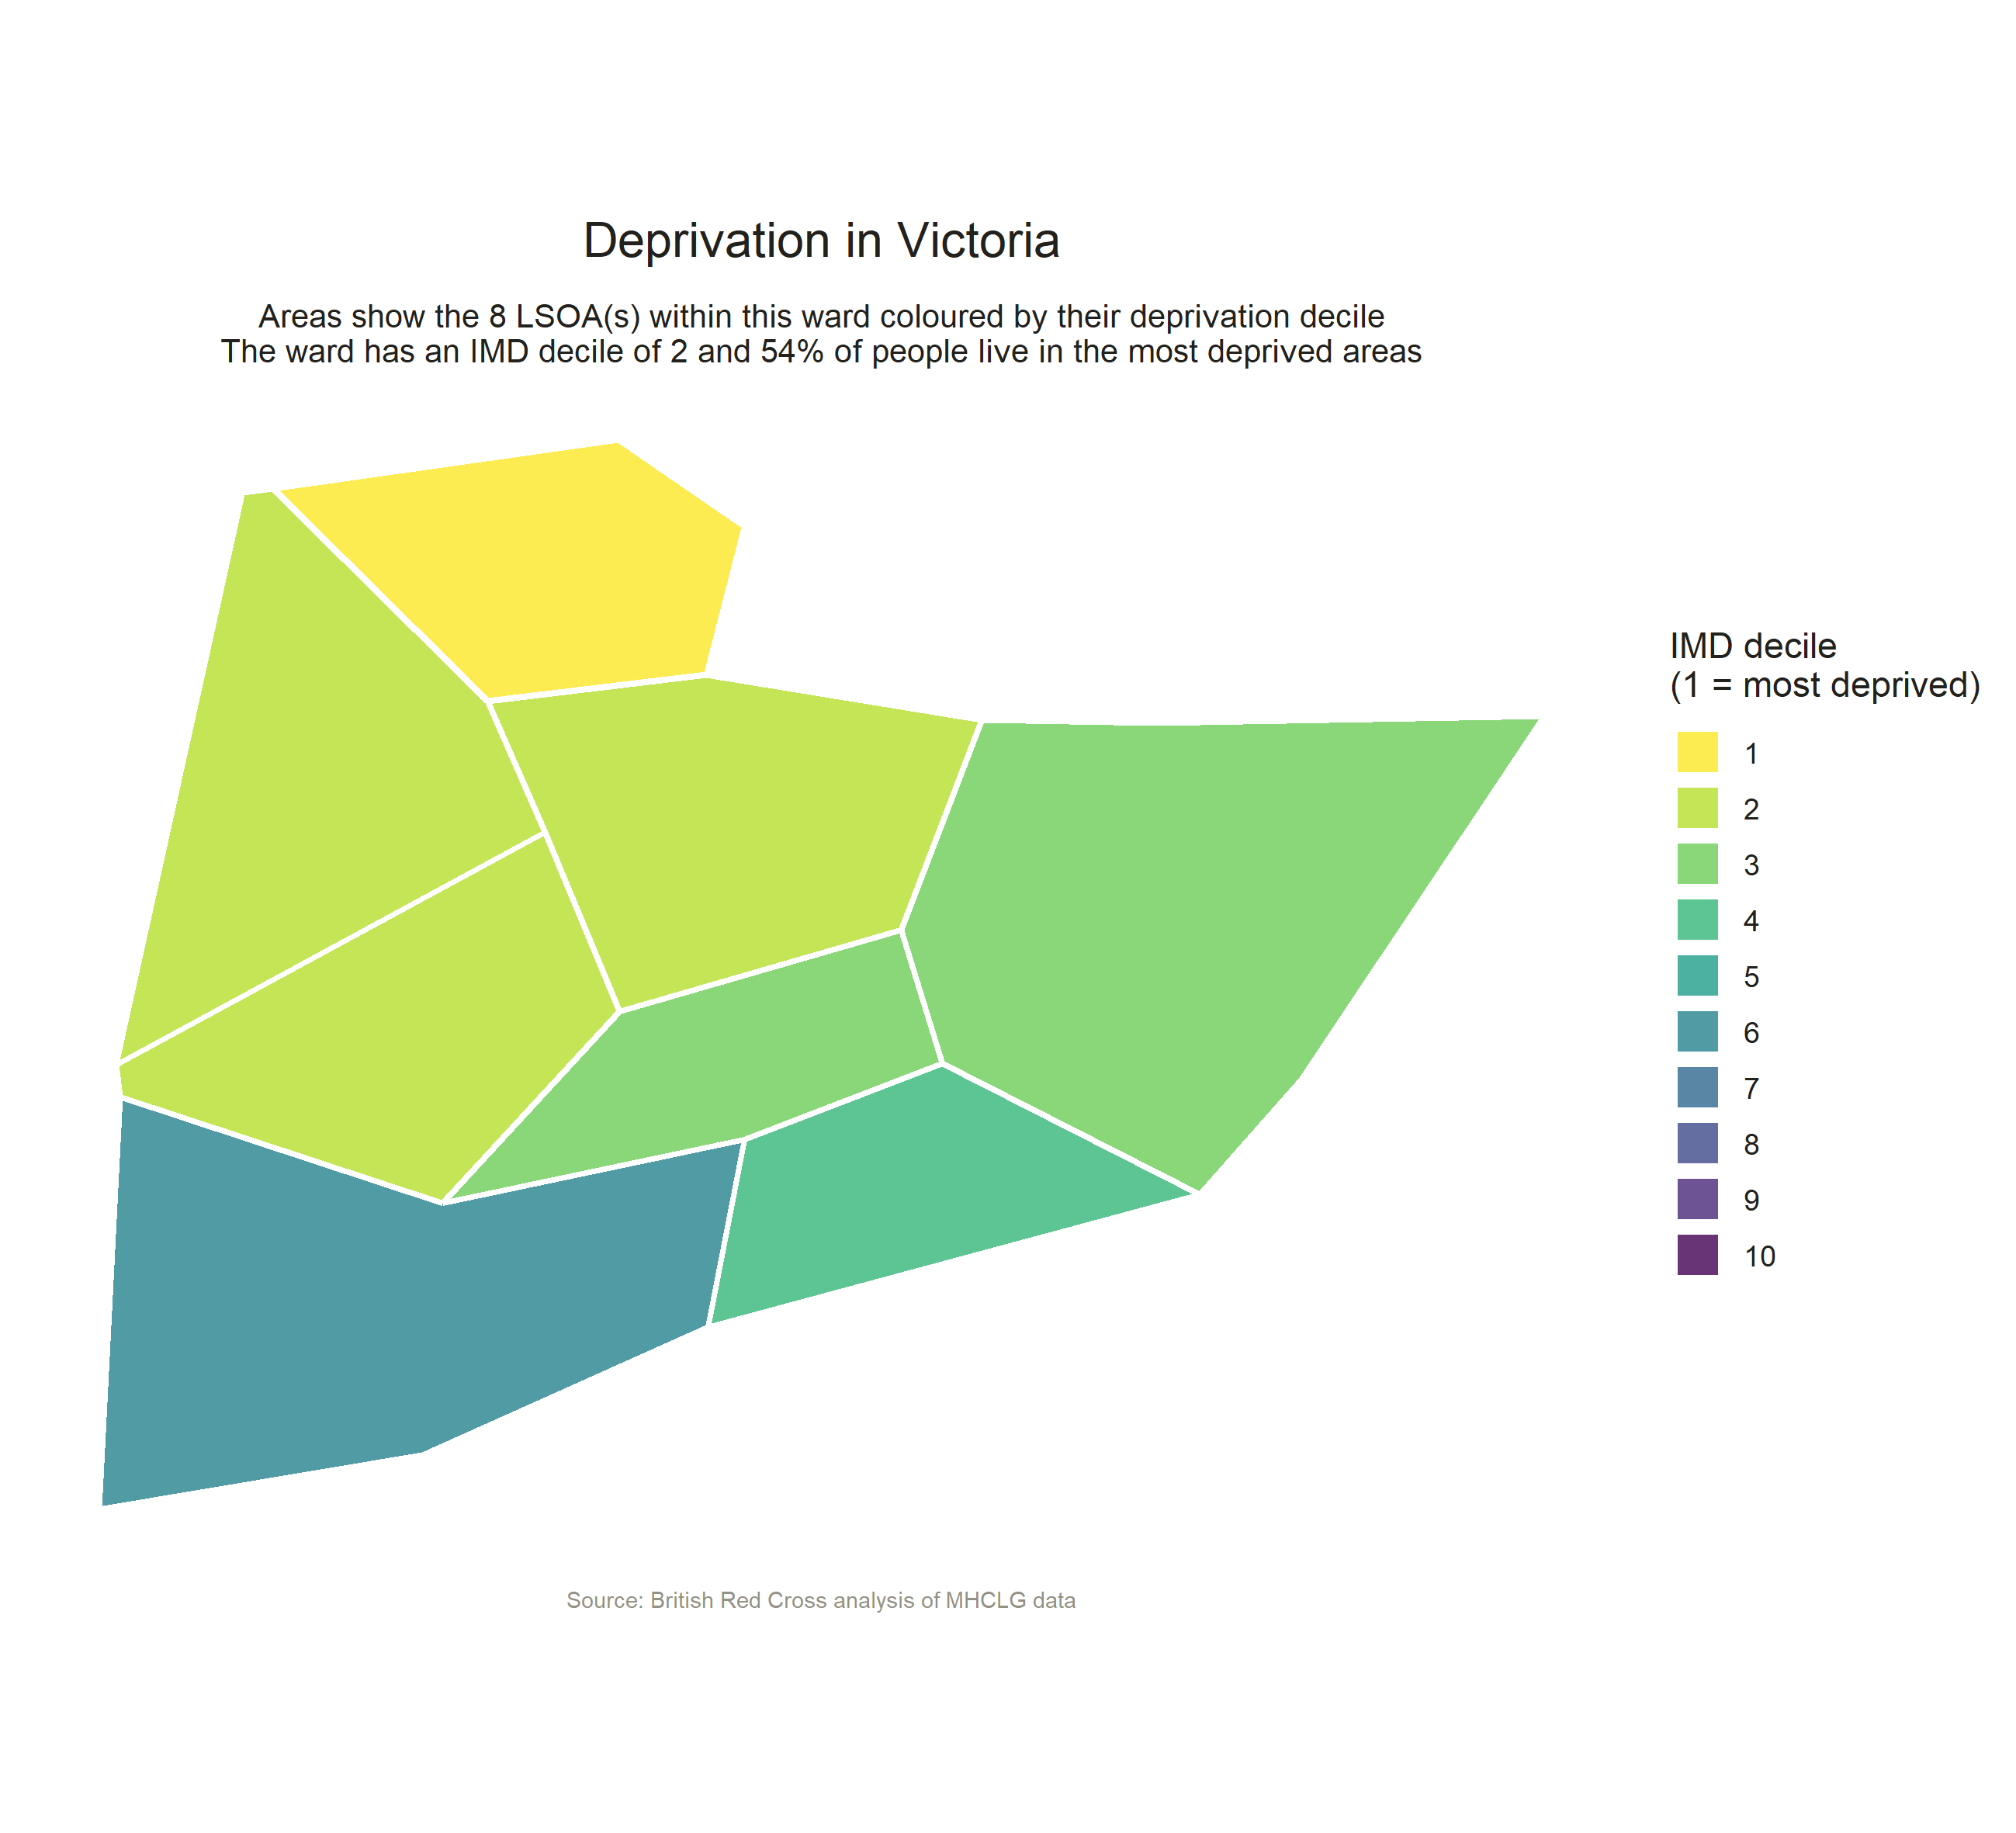 Deprivation in Victoria
Areas show the 8 LSOA(s) within this ward coloured by their deprivation decile
The ward has an IMD decile of 2 and 54% of people live in the most deprived areas
IMD decile
(1 = most deprived)
1
2
3
4
5
6
7
8
9
10
Source: British Red Cross analysis of MHCLG data